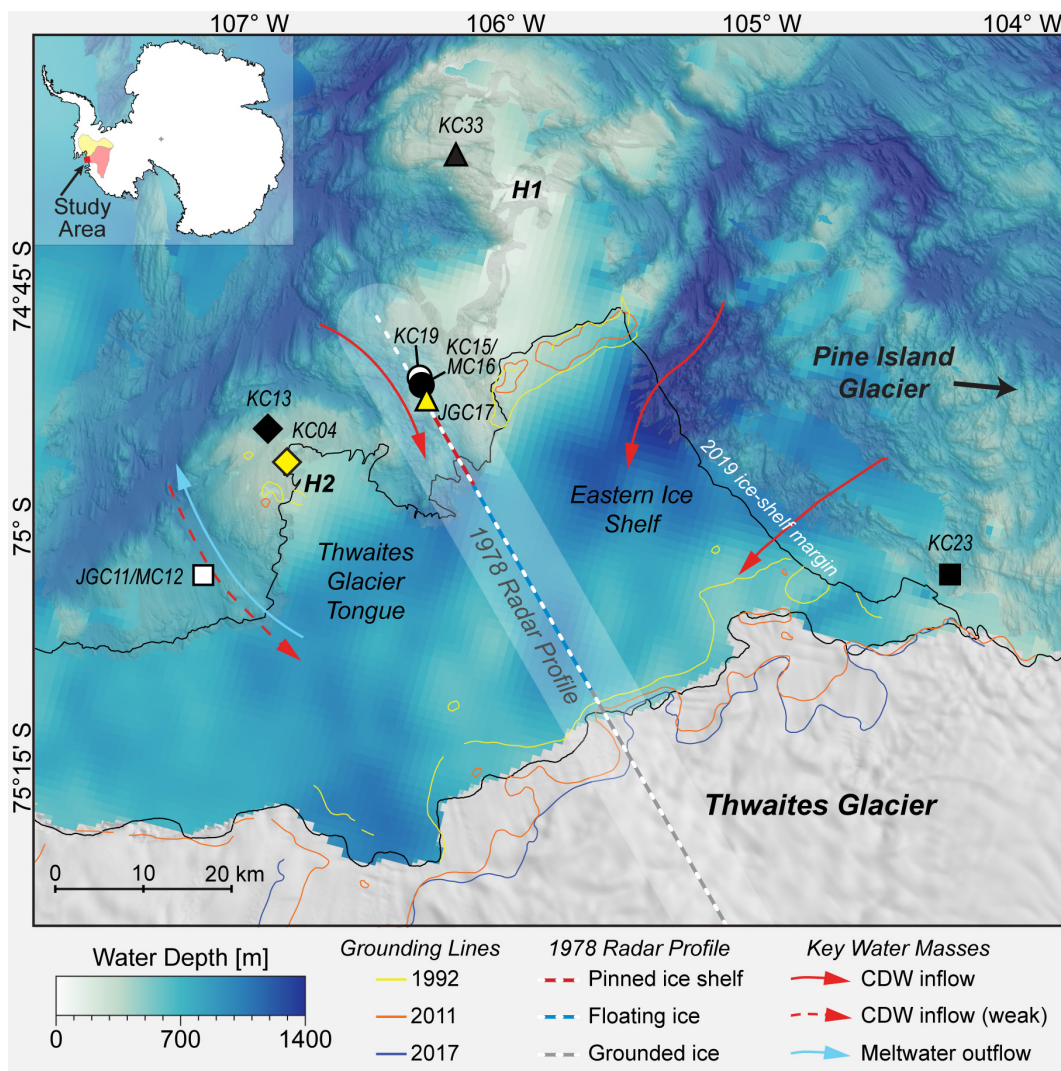 107° W
106° W
105° W
104° W
Study
Area
74°45' S
75° S
75°15' S
KC33
H1
KC19
KC15/
MC16
JGC17
Pine Island
Glacier
KC13
KC04
H2
2019 ice-shelf margin
Eastern Ice
Shelf
KC23
JGC11/MC12
Thwaites
Glacier
Tongue
1978 Radar Profile
Thwaites Glacier
0 10 20 km
Water Depth [m]
0 700 1400
Grounding Lines
1992
2011
2017
1978 Radar Profile
Pinned ice shelf
Floating ice
Grounded ice
Key Water Masses
CDW inflow
CDW inflow (weak)
Meltwater outflow